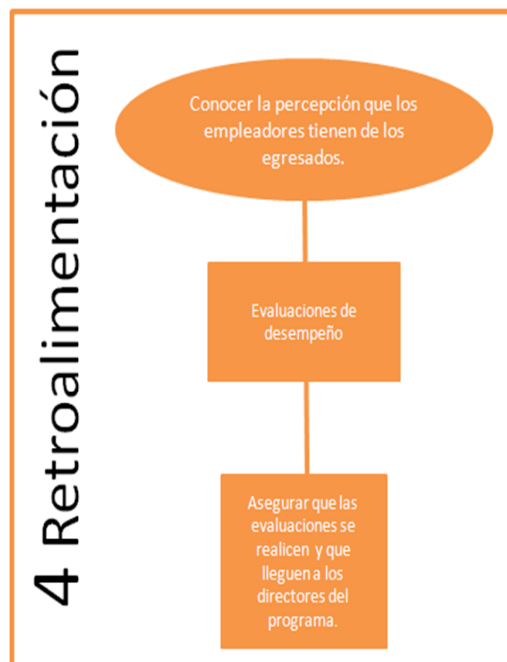 4 Retroalimentación
Conocer la percepción que los
empleadores tienen de los
egresados.
Evaluaciones de
desempeño
Asegurar que las
evaluaciones se
realicen y que
lleguen a los
directores del
programa.